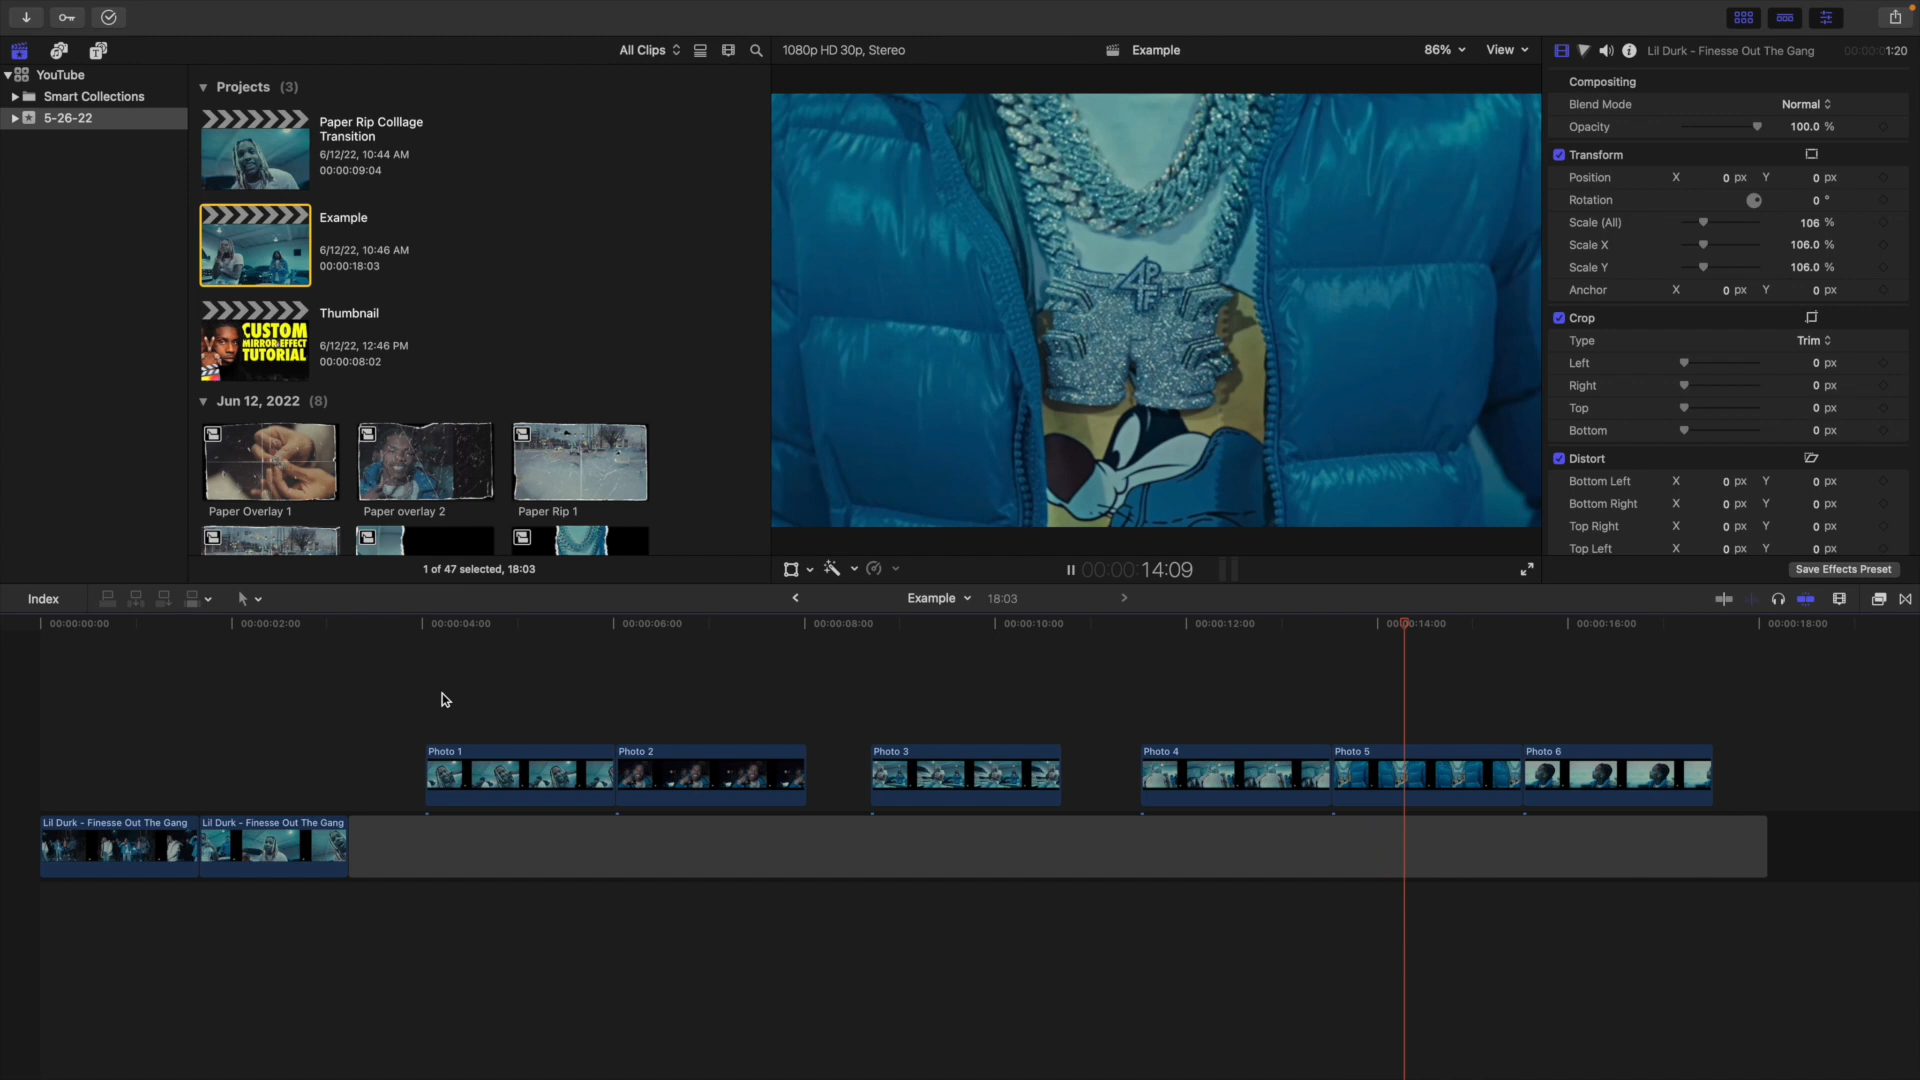 All Clips
1080p HD 30p, Stereo
Example
86%
View
Lil Durk - Finesse Out The Gang
00:00:01:20
YouTube
Smart Collections
5-26-22
Projects (3)
Paper Rip Colllage
Transition
6/12/22, 10:44 AM
00:00:09:04
Example
6/12/22, 10:46 AM
00:00:18:03
Thumbnail
6/12/22, 12:46 PM
00:00:08:02
CUSTOM
MIRROR EFFECT
TUTORIAL
Jun 12, 2022 (8)
Paper Overlay 1
Paper overlay 2
Paper Rip 1
1 of 47 selected, 18:03
4PF
00:00:14:09
Compositing
Blend Mode Normal
Opacity 100.0 %
Transform
Position X 0 px Y 0 px
Rotation 0 °
Scale (All) 106 %
Scale X 106.0 %
Scale Y 106.0 %
Anchor X 0 px Y 0 px
Crop
Type Trim
Left 0 px
Right 0 px
Top 0 px
Bottom 0 px
Distort
Bottom Left X 0 px Y 0 px
Bottom Right X 0 px Y 0 px
Top Right X 0 px Y 0 px
Top Left X 0 px Y 0 px
Save Effects Preset
Index
Example
18:03
00:00:00:00 00:00:02:00 00:00:04:00 00:00:06:00 00:00:08:00 00:00:10:00 00:00:12:00 00:00:14:00 00:00:16:00 00:00:18:00
Photo 1
Photo 2
Photo 3
Photo 4
Photo 5
Photo 6
Lil Durk - Finesse Out The Gang
Lil Durk - Finesse Out The Gang